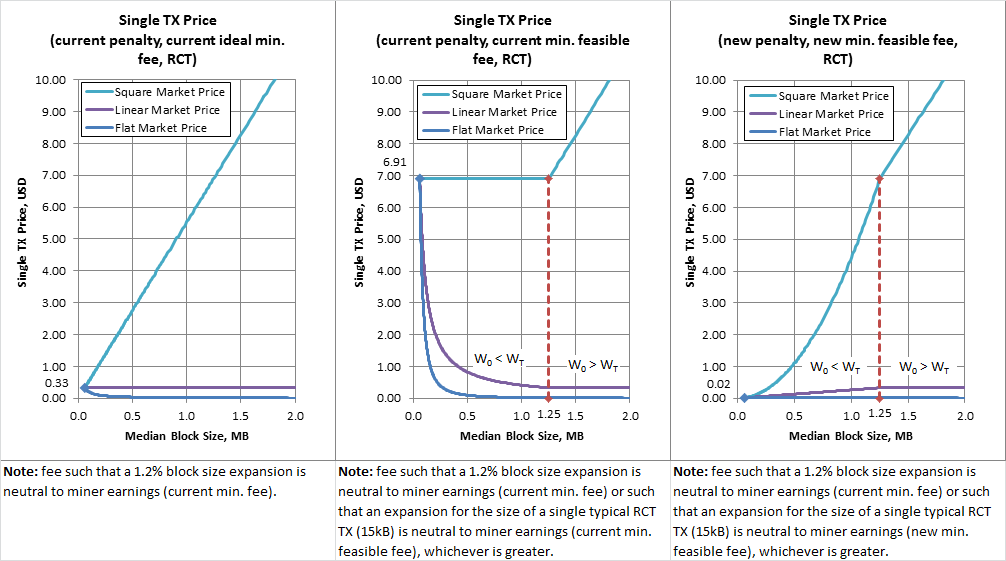 Single TX Price
(current penalty, current ideal min.
fee, RCT)
10.00
9.00
8.00
7.00
6.00
5.00
4.00
3.00
2.00
1.00
0.33
0.00
Single TX Price, USD
Square Market Price
Linear Market Price
Flat Market Price
0.0
0.5
1.0
1.5
2.0
Median Block Size, MB
Note: fee such that a 1.2% block size expansion is
neutral to miner earnings (current min. fee).
Single TX Price
(current penalty, current min. feasible
fee, RCT)
10.00
9.00
8.00
6.91
7.00
6.00
5.00
4.00
3.00
2.00
1.00
0.00
Single TX Price, USD
Square Market Price
Linear Market Price
Flat Market Price
W0 < WT
W0 > WT
0.0
0.5
1.0
1.25
1.5
2.0
Median Block Size, MB
Note: fee such that a 1.2% block size expansion is
neutral to miner earnings (current min. fee) or such
that an expansion for the size of a single typical RCT
TX (15kB) is neutral to miner earnings (current min.
feasible fee), whichever is greater.
Single TX Price
(new penalty, new min. feasible fee,
RCT)
10.00
9.00
8.00
7.00
6.00
5.00
4.00
3.00
2.00
1.00
0.02
0.00
Single TX Price, USD
Square Market Price
Linear Market Price
Flat Market Price
W0 < WT
W0 > WT
0.0
0.5
1.0
1.25
1.5
2.0
Median Block Size, MB
Note: fee such that a 1.2% block size expansion is
neutral to miner earnings (current min. fee) or such
that an expansion for the size of a single typical RCT
TX (15kB) is neutral to miner earnings (new min.
feasible fee), whichever is greater.